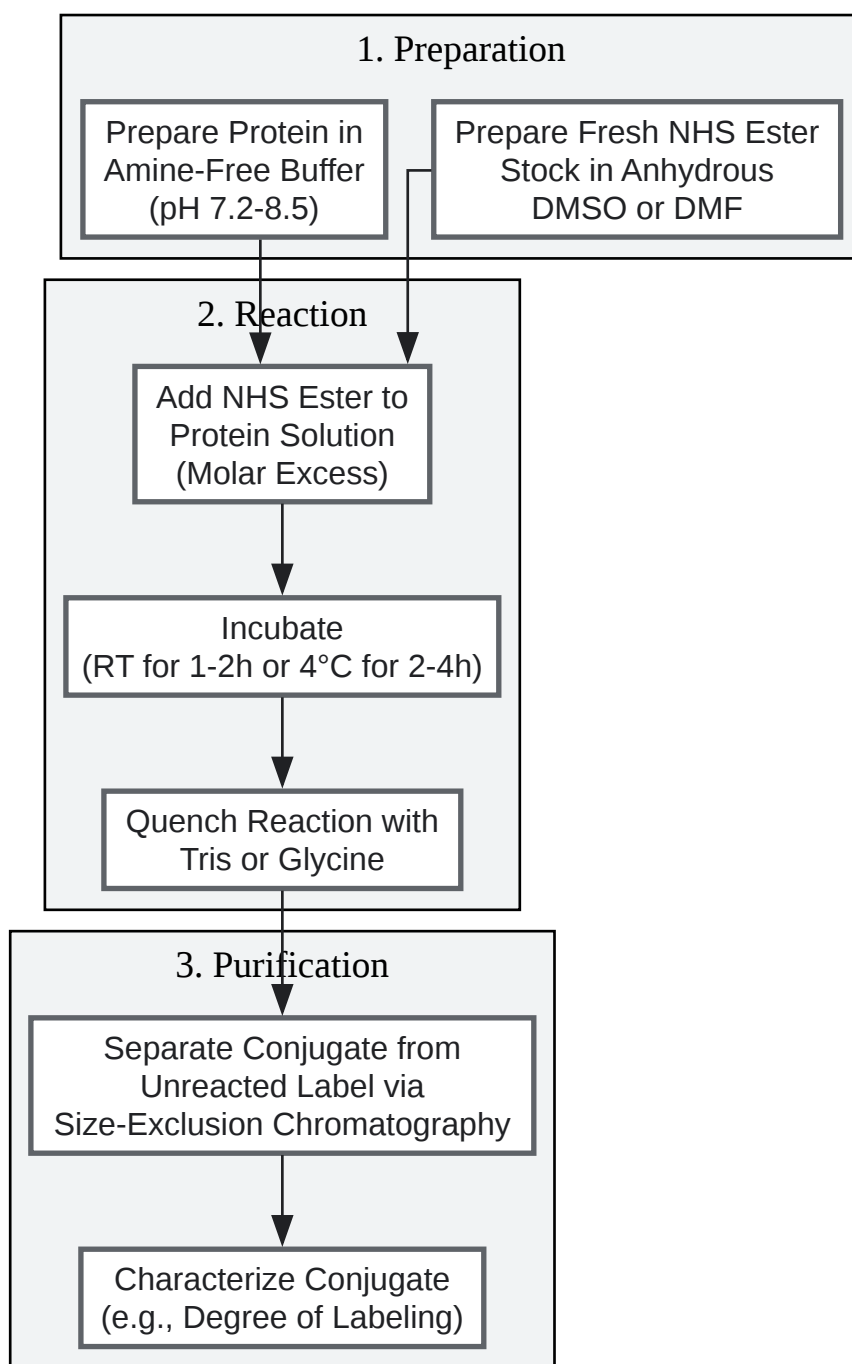 1. Preparation
Prepare Protein in
Amine-Free Buffer
(pH 7.2-8.5)
Prepare Fresh NHS Ester
Stock in Anhydrous
DMSO or DMF
2. Reaction
Add NHS Ester to
Protein Solution
(Molar Excess)
Incubate
(RT for 1-2h or 4°C for 2-4h)
Quench Reaction with
Tris or Glycine
3. Purification
Separate Conjugate from
Unreacted Label via
Size-Exclusion Chromatography
Characterize Conjugate
(e.g., Degree of Labeling)